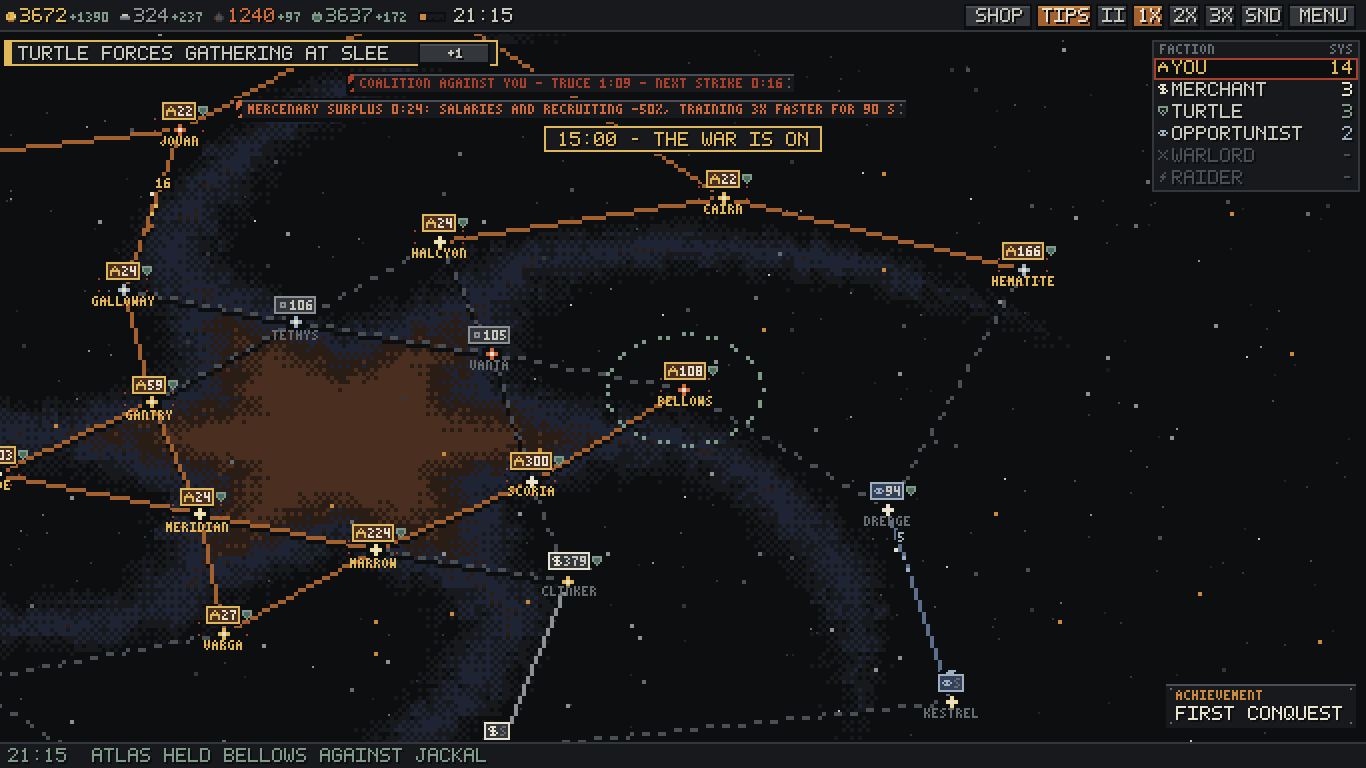 3672+1390 324+237 1240+97 3637+172 21:15 SHOP TIPS II 1X 2X 3X SND MENU
TURTLE FORCES GATHERING AT SLEE +1
COALITION AGAINST YOU - TRUCE 1:09 - NEXT STRIKE 0:16
MERCENARY SURPLUS 0:24: SALARIES AND RECRUITING -50%, TRAINING 3X FASTER FOR 90 S
15:00 - THE WAR IS ON
FACTION SYS
YOU 14
MERCHANT 3
TURTLE 3
OPPORTUNIST 2
WARLORD -
RAIDER -
22
JOVAN
16
22
CAIRN
24
HALCYON
166
HEMATITE
24
GALLOWAY
106
TETHYS
105
VANTA
108
BELLOWS
59
GANTRY
03
E
300
SCORIA
94
DREDGE
5
24
MERIDIAN
224
MARROW
379
CLINKER
27
VARGA
KESTREL
ACHIEVEMENT
FIRST CONQUEST
21:15 ATLAS HELD BELLOWS AGAINST JACKAL